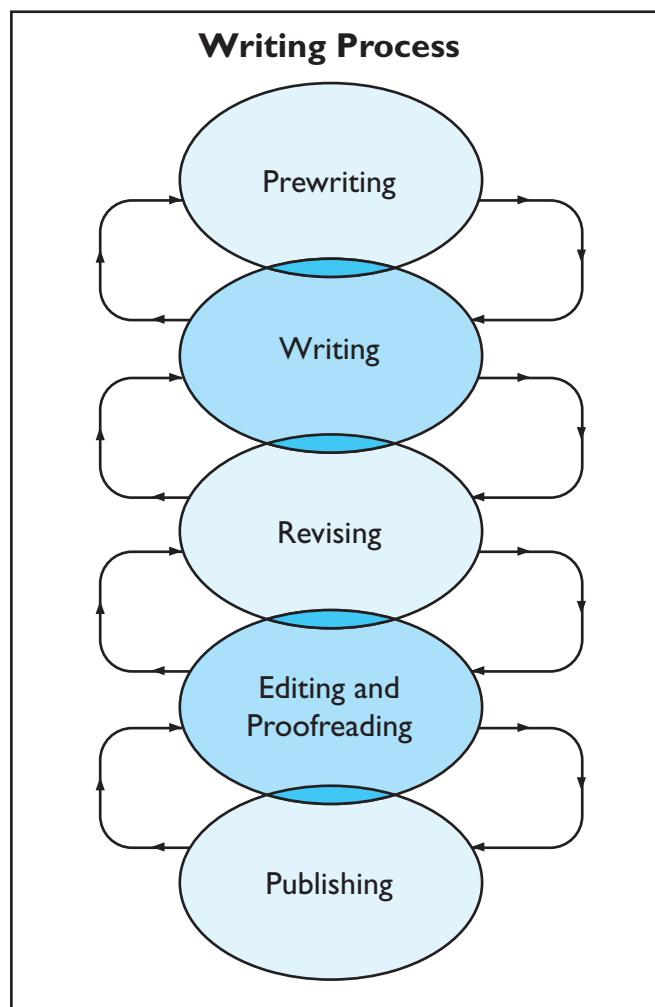 Writing Process
Prewriting
Writing
Revising
Editing and
Proofreading
Publishing